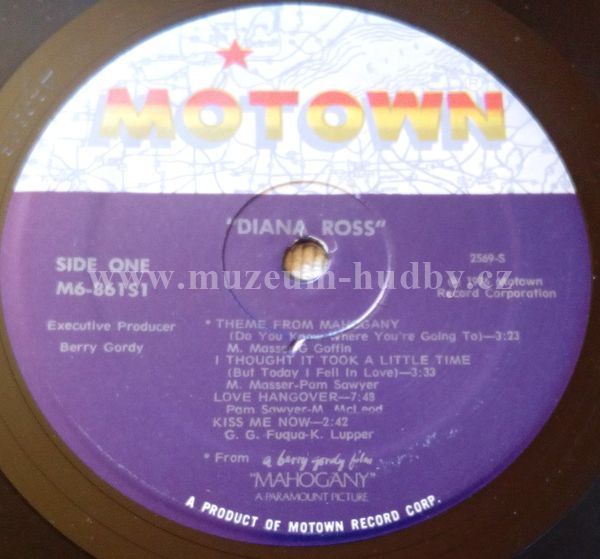 MOTOWN
"DIANA ROSS"
SIDE ONE
M6-861S1
2569-S
Motown
Record Corporation
www.muzeum-hudby.cz
Executive Producer
Berry Gordy
* THEME FROM MAHOGANY
(Do You Know Where You're Going To)—3:23
M. Masser-G Goffin
I THOUGHT IT TOOK A LITTLE TIME
(But Today I Fell In Love)—3:33
M. Masser-Pam Sawyer
LOVE HANGOVER—7:48
Pam Sawyer-M. McLeod
KISS ME NOW—2:42
G. G. Fuqua-K. Lupper
* From a berry gordy film
"MAHOGANY"
A PARAMOUNT PICTURE
A PRODUCT OF MOTOWN RECORD CORP.